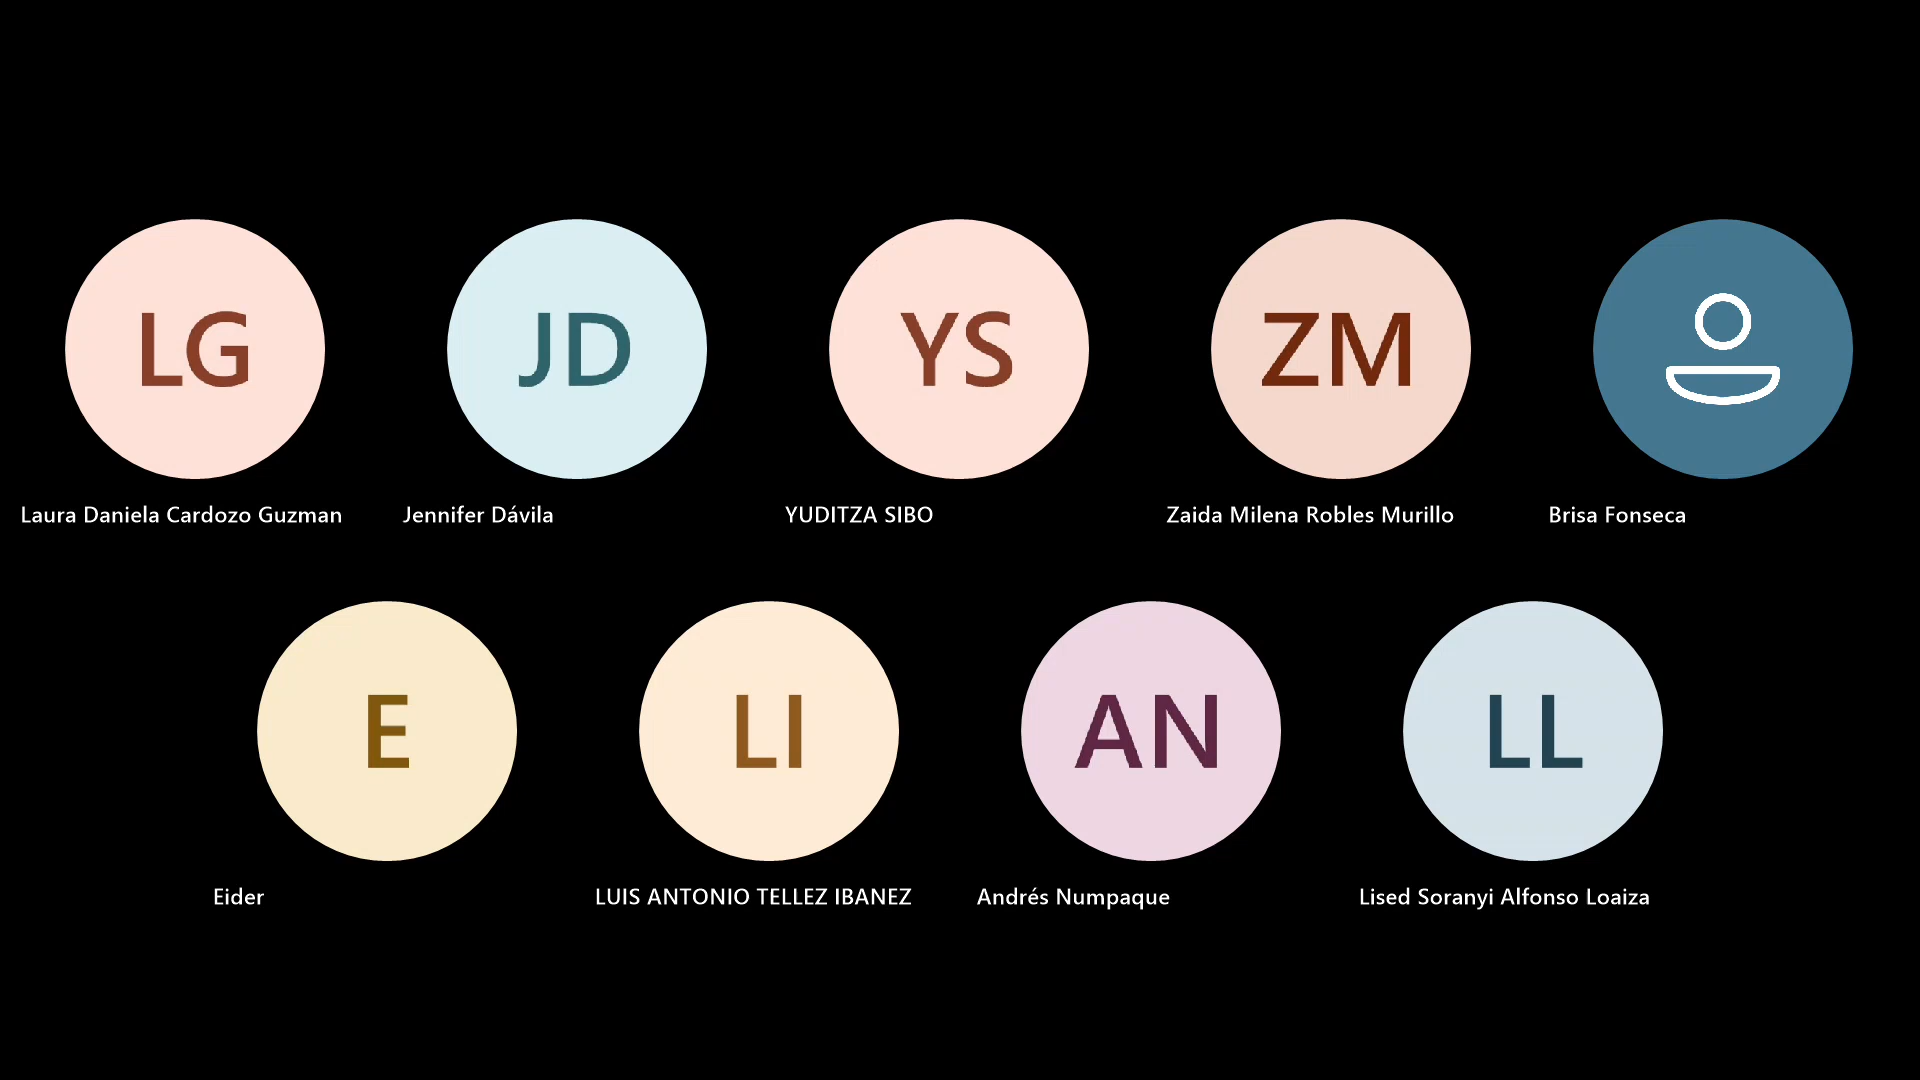 LG
JD
YS
ZM
Laura Daniela Cardozo Guzman
Jennifer Dávila
YUDITZA SIBO
Zaida Milena Robles Murillo
Brisa Fonseca
E
LI
AN
LL
Eider
LUIS ANTONIO TELLEZ IBANEZ
Andrés Numpaque
Lised Soranyi Alfonso Loaiza